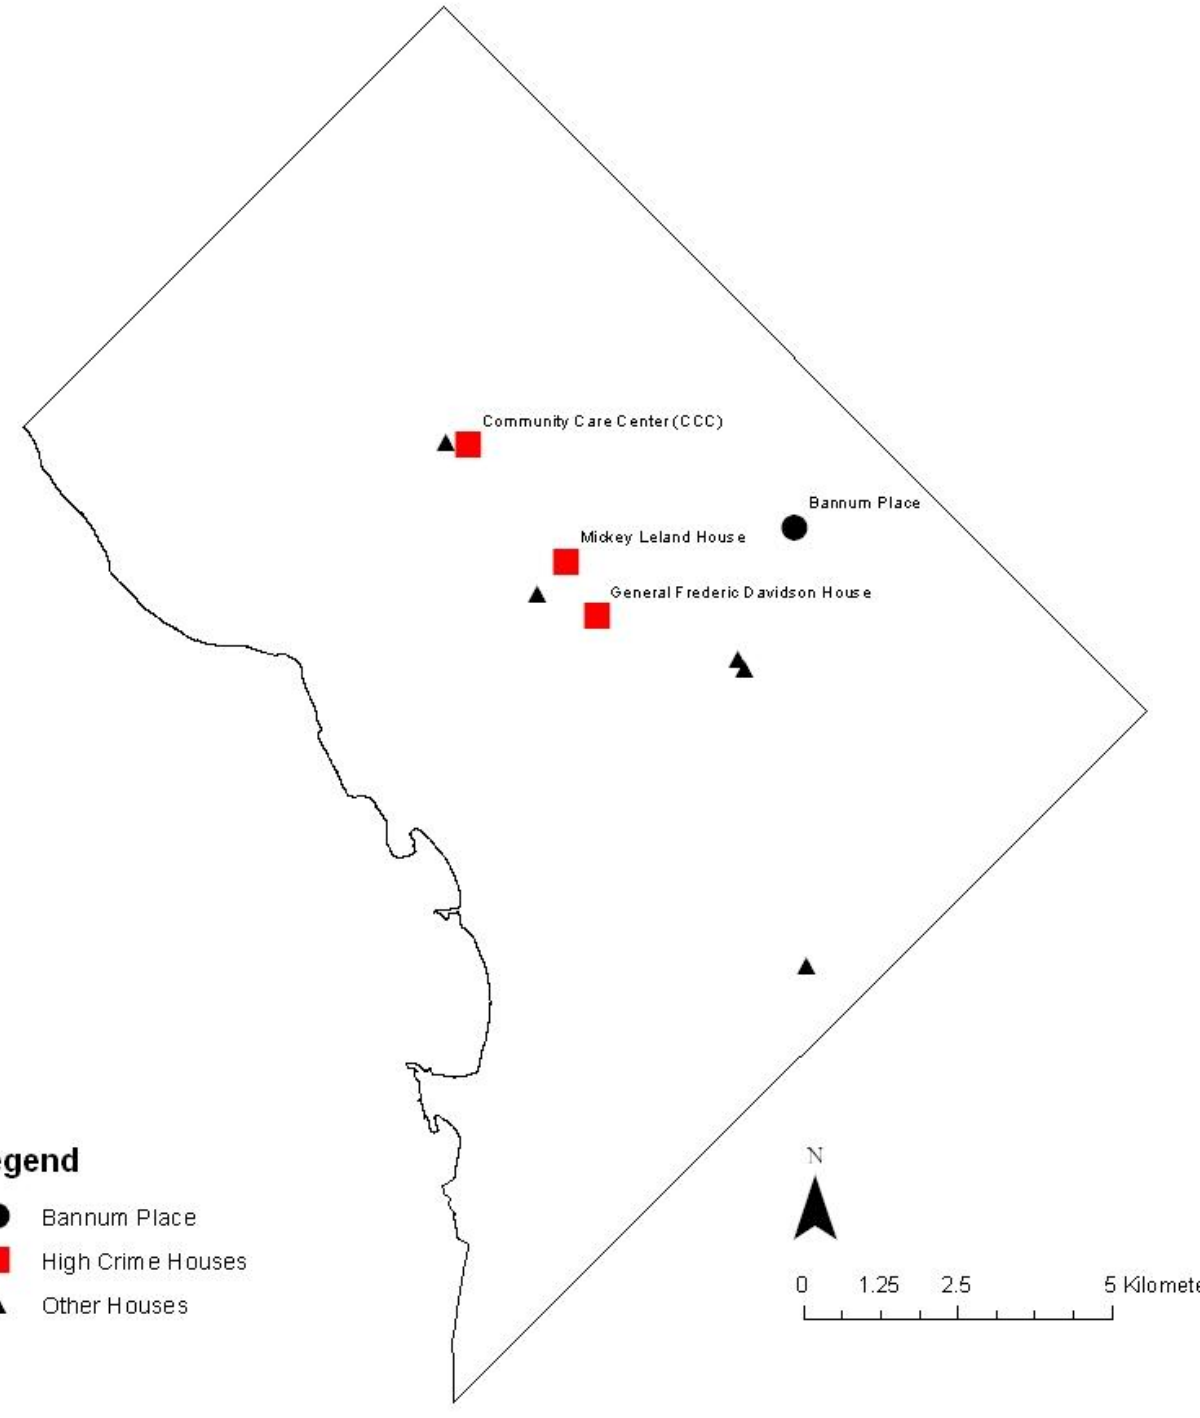 Community Care Center (CCC)
Bannum Place
Mickey Leland House
General Frederic Davidson House
egend
Bannum Place
High Crime Houses
Other Houses
N
0 1.25 2.5 5 Kilomete